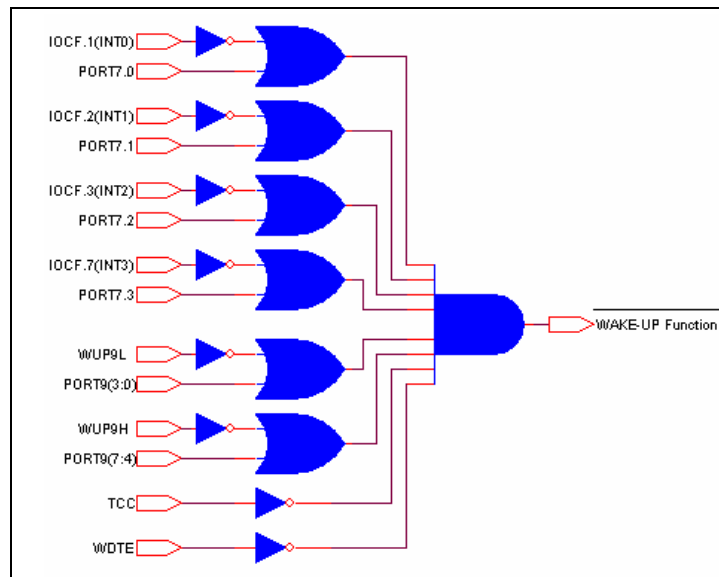 IOCF.1(INT0)
PORT7.0
IOCF.2(INT1)
PORT7.1
IOCF.3(INT2)
PORT7.2
IOCF.7(INT3)
PORT7.3
WUP9L
PORT9(3:0)
WUP9H
PORT9(7:4)
TCC
WDTE
WAKE-UP Function